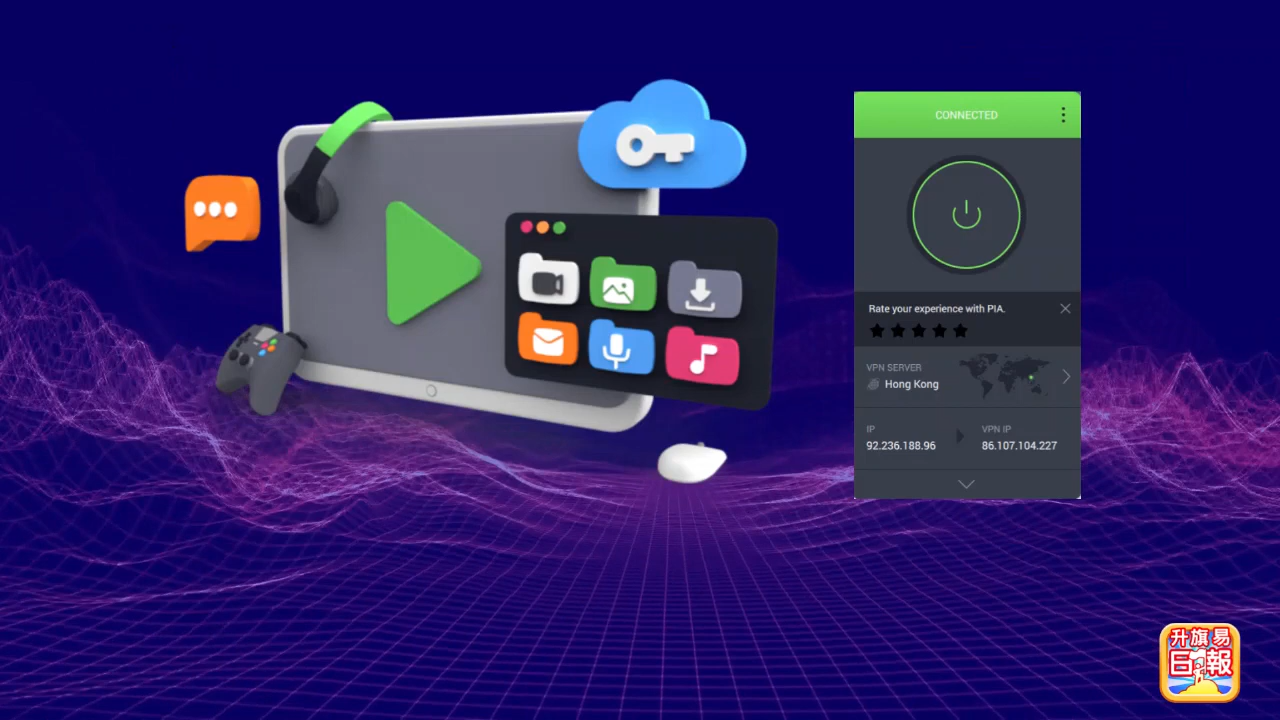 CONNECTED
Rate your experience with PIA.
VPN SERVER
Hong Kong
IP
92.236.188.96
VPN IP
86.107.104.227
升旗易
日報